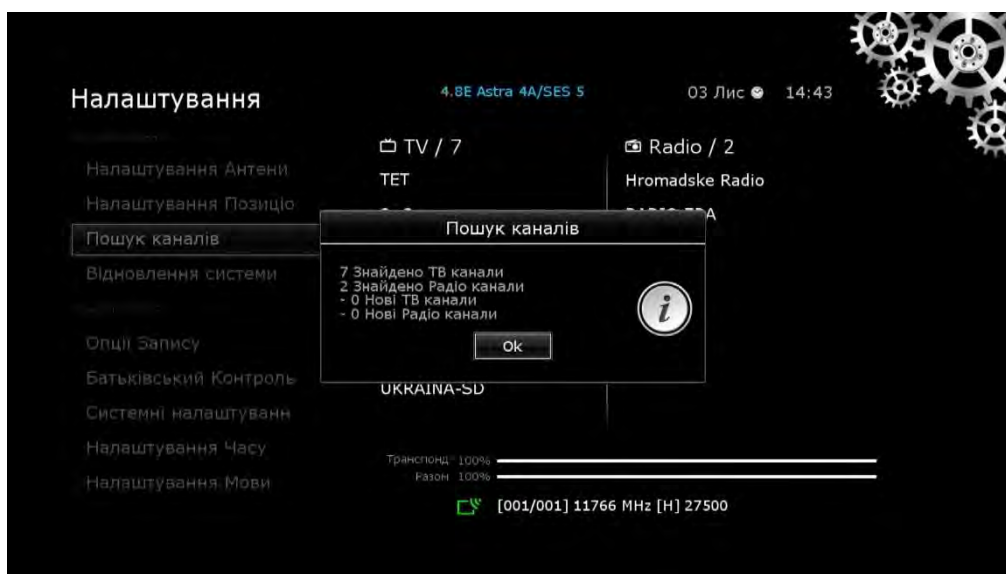 Налаштування
4.8E Astra 4A/SES 5
03 Лис 14:43
TV / 7
Radio / 2
Налаштування Антени
ТЕТ
Hromadske Radio
Налаштування Позиціо
Пошук каналів
Пошук каналів
Відновлення системи
7 Знайдено ТВ канали
2 Знайдено Радіо канали
- 0 Нові ТВ канали
- 0 Нові Радіо канали
Ok
Опції Запису
Батьківський Контроль
UKRAINA-SD
Системні налаштуванн
Налаштування Часу
Налаштування Мови
Транспонд 100%
Разом 100%
[001/001] 11766 MHz [H] 27500